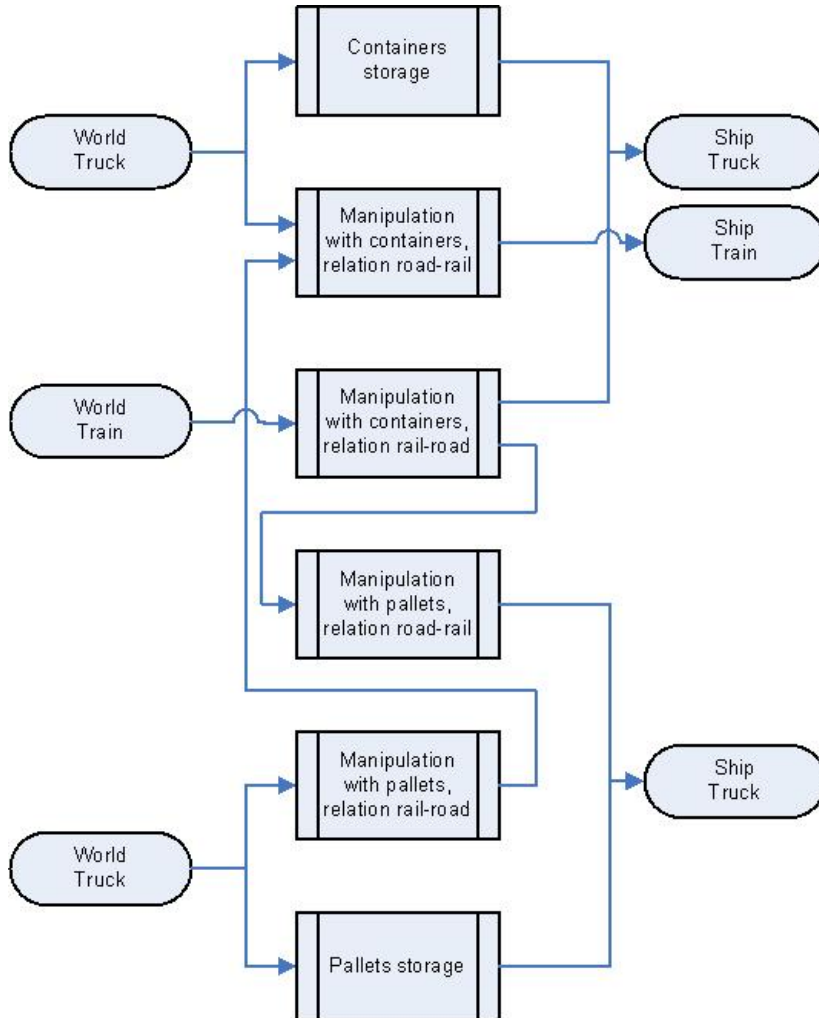 Containers
storage
World
Truck
Ship
Truck
Manipulation
with containers,
relation road-rail
Ship
Train
World
Train
Manipulation
with containers,
relation rail-road
Manipulation
with pallets,
relation road-rail
Manipulation
with pallets,
relation rail-road
Ship
Truck
World
Truck
Pallets storage